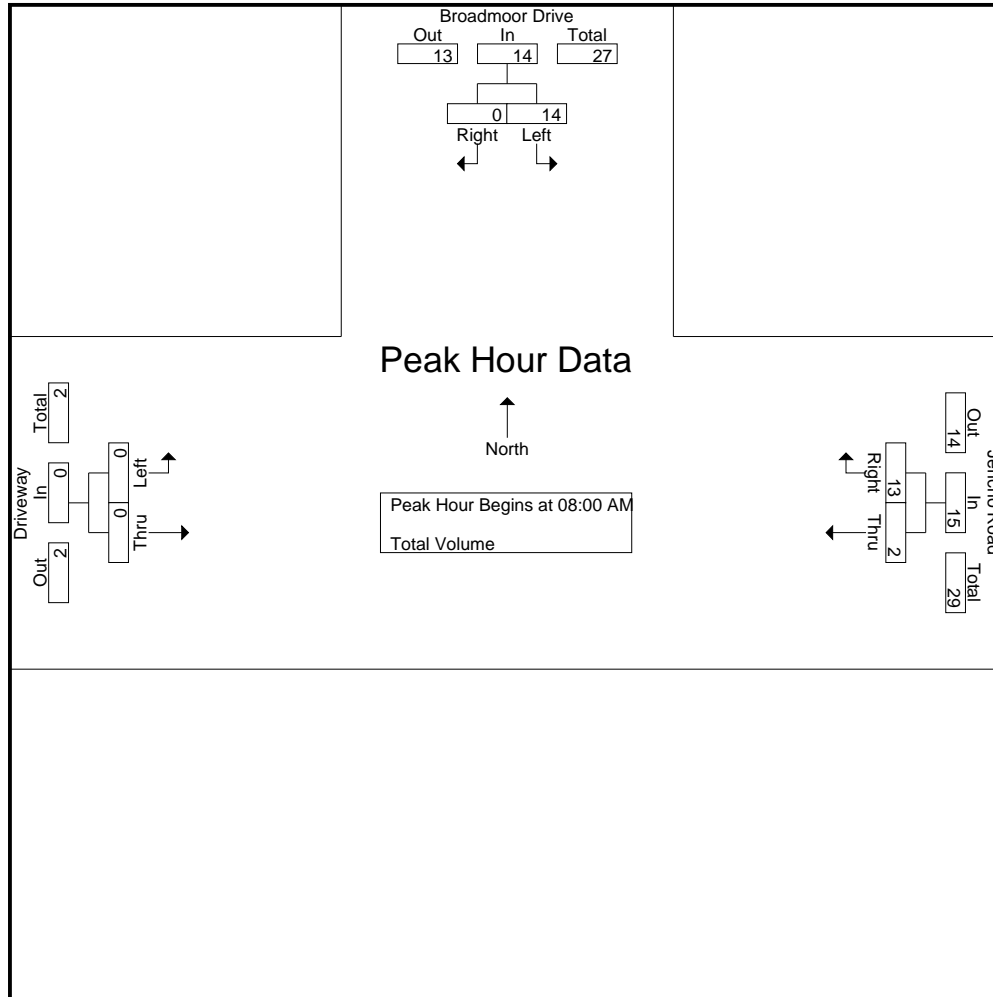 Broadmoor Drive
Out In Total
13 14 27
0 14
Right Left
Peak Hour Data
North
Peak Hour Begins at 08:00 AM
Total Volume
Driveway
Out In Total
2 0 2
0 0
Thru Left
Out In Total
14 15 29
Right Thru
13 2
Road